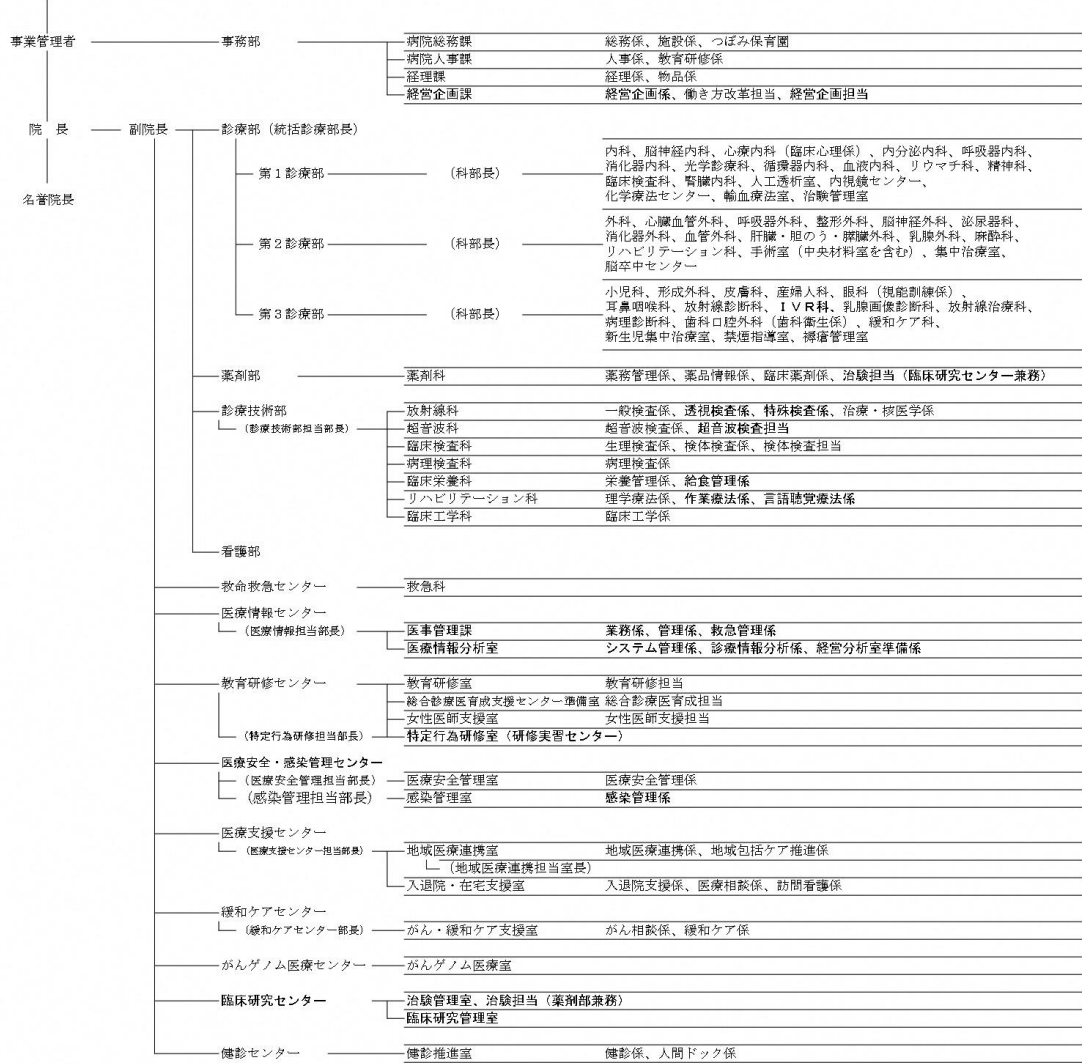 事業管理者 事務部 病院総務課 総務係、施設係、つぼみ保育園
病院人事課 人事係、教育研修係
経理課 経理係、物品係
経営企画課 経営企画係、働き方改革担当、経営企画担当
院　長 副院長 診療部（統括診療部長）
名誉院長
第１診療部 （科部長） 内科、脳神経内科、心療内科（臨床心理係）、内分泌内科、呼吸器内科、
消化器内科、光学診療科、循環器内科、血液内科、リウマチ科、精神科、
臨床検査科、腎臓内科、人工透析室、内視鏡センター、
化学療法センター、輸血療法室、治験管理室
第２診療部 （科部長） 外科、心臓血管外科、呼吸器外科、整形外科、脳神経外科、泌尿器科、
消化器外科、血管外科、肝臓・胆のう・膵臓外科、乳腺外科、麻酔科、
リハビリテーション科、手術室（中央材料室を含む）、集中治療室、
脳卒中センター
第３診療部 （科部長） 小児科、形成外科、皮膚科、産婦人科、眼科（視能訓練係）、
耳鼻咽喉科、放射線診断科、ＩＶＲ科、乳腺画像診断科、放射線治療科、
病理診断科、歯科口腔外科（歯科衛生係）、緩和ケア科、
新生児集中治療室、禁煙指導室、褥瘡管理室
薬剤部 薬剤科 薬務管理係、薬品情報係、臨床薬剤係、治験担当（臨床研究センター兼務）
診療技術部 放射線科 一般検査係、透視検査係、特殊検査係、治療・核医学係
（診療技術部担当部長） 超音波科 超音波検査係、超音波検査担当
臨床検査科 生理検査係、検体検査係、検体検査担当
病理検査科 病理検査係
臨床栄養科 栄養管理係、給食管理係
リハビリテーション科 理学療法係、作業療法係、言語聴覚療法係
臨床工学科 臨床工学係
看護部
救命救急センター 救急科
医療情報センター
（医療情報担当部長） 医事管理課 業務係、管理係、救急管理係
医療情報分析室 システム管理係、診療情報分析係、経営分析室準備係
教育研修センター 教育研修室 教育研修担当
総合診療医育成支援センター準備室 総合診療医育成担当
女性医師支援室 女性医師支援担当
（特定行為研修担当部長） 特定行為研修室（研修実習センター）
医療安全・感染管理センター
（医療安全管理担当部長） 医療安全管理室 医療安全管理係
（感染管理担当部長） 感染管理室 感染管理係
医療支援センター
（医療支援センター担当部長） 地域医療連携室 地域医療連携係、地域包括ケア推進係
（地域医療連携担当室長）
入退院・在宅支援室 入退院支援係、医療相談係、訪問看護係
緩和ケアセンター
（緩和ケアセンター部長） がん・緩和ケア支援室 がん相談係、緩和ケア係
がんゲノム医療センター がんゲノム医療室
臨床研究センター 治験管理室、治験担当（薬剤部兼務）
臨床研究管理室
健診センター 健診推進室 健診係、人間ドック係